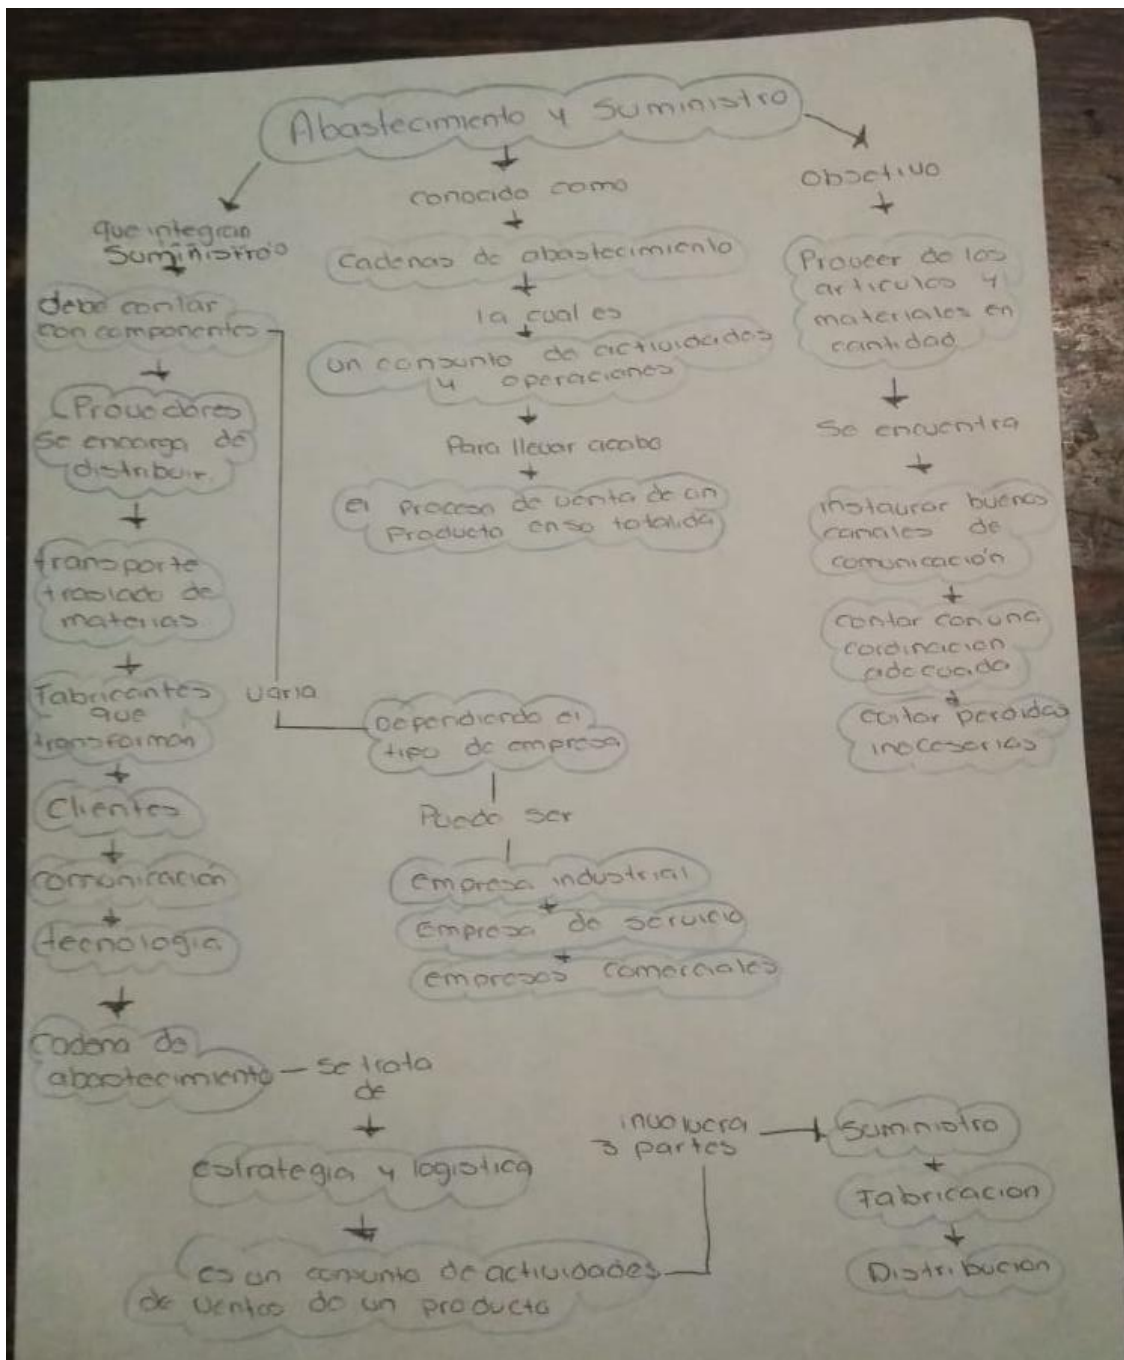 Abastecimiento y Suministro
que integran
Suministro
debe contar
con componentes
Provedores
se encarga de
distribuir.
transporte
traslado de
materias
Fabricantes
que
transforman
Clientes
comunicación
tecnologia
Cadena de
abastecimiento
se trata
de
estrategia y logistica
es un conjunto de actividades
de ventas de un producto
involucra
3 partes
Suministro
Fabricacion
Distribucion
varia
Dependiendo el
tipo de empresa
Puede ser
empresa industrial
Empresa de servicio
empresas comerciales
conocido como
Cadenas de abastecimiento
la cual es
un conjunto de actividades
y operaciones
Para llevar acabo
el proceso de venta de un
Producto en so totalida
Objetivo
Proveer de los
articulos y
materiales en
cantidad
Se encuentra
instaurar buenos
canales de
comunicación
contar con una
cordinacion
adecuada
evitar perdidas
inecesarias